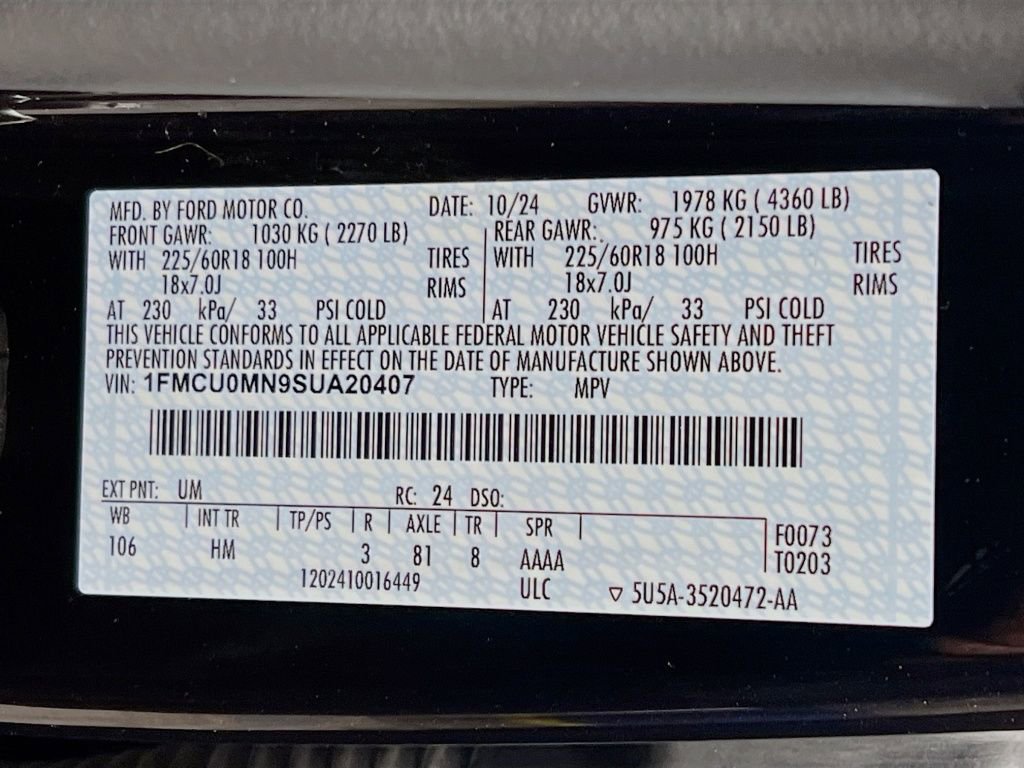 MFD. BY FORD MOTOR CO. DATE: 10/24 GVWR: 1978 KG ( 4360 LB)
FRONT GAWR: 1030 KG ( 2270 LB) REAR GAWR: 975 KG ( 2150 LB)
WITH 225/60R18 100H TIRES WITH 225/60R18 100H TIRES
18x7.0J RIMS 18x7.0J RIMS
AT 230 kPa/ 33 PSI COLD AT 230 kPa/ 33 PSI COLD
THIS VEHICLE CONFORMS TO ALL APPLICABLE FEDERAL MOTOR VEHICLE SAFETY AND THEFT
PREVENTION STANDARDS IN EFFECT ON THE DATE OF MANUFACTURE SHOWN ABOVE.
VIN: 1FMCU0MN9SUA20407 TYPE: MPV
EXT PNT: UM RC: 24 DSO:
WB INT TR TP/PS R AXLE TR SPR F0073
106 HM 3 81 8 AAAA T0203
1202410016449 ULC ▽ 5U5A-3520472-AA